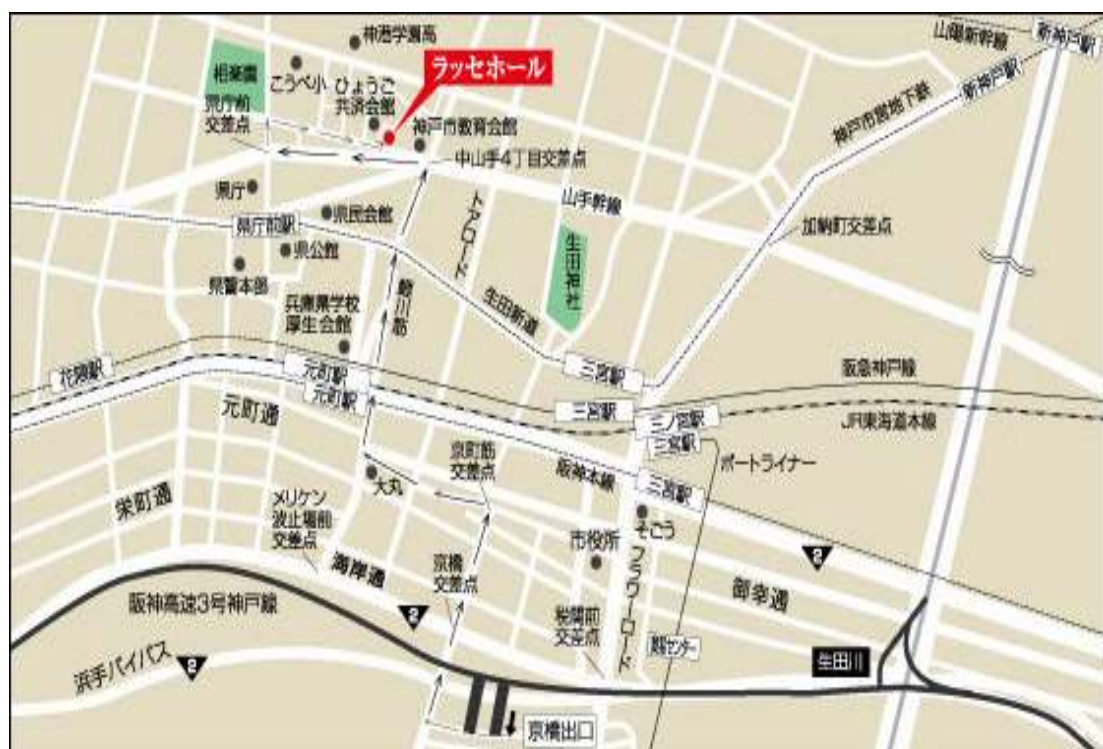 神港学園高
山陽新幹線
新神戸駅
相楽園
こうべ小
ひょうご
共済会館
ラッセホール
神戸市営地下鉄
新神戸駅
県庁前
交差点
神戸市教育会館
中山手4丁目交差点
県庁
県民会館
トアロード
山手幹線
加納町交差点
県庁前駅
県公館
生田神社
県警本部
鯉川筋
生田新道
兵庫県学校
厚生会館
花隈駅
元町駅
元町駅
三宮駅
阪急神戸線
三宮駅
三ノ宮駅
JR東海道本線
元町通
三宮駅
京町筋
交差点
阪神本線
ポートライナー
大丸
三宮駅
栄町通
メリケン
波止場前
交差点
そごう
市役所
2
海岸通
京橋
交差点
フラワーロード
御幸通
阪神高速3号神戸線
2
税関前
交差点
浜手バイパス
2
生田川
京橋出口